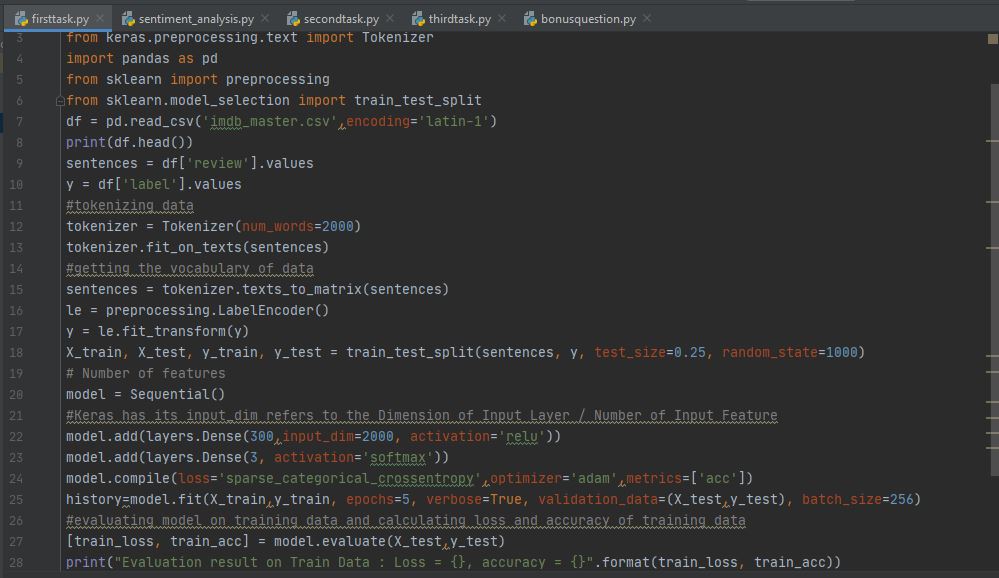 firsttask.py sentiment_analysis.py secondtask.py thirdtask.py bonusquestion.py
3 from keras.preprocessing.text import Tokenizer
4 import pandas as pd
5 from sklearn import preprocessing
6 from sklearn.model_selection import train_test_split
7 df = pd.read_csv('imdb_master.csv',encoding='latin-1')
8 print(df.head())
9 sentences = df['review'].values
10 y = df['label'].values
11 #tokenizing data
12 tokenizer = Tokenizer(num_words=2000)
13 tokenizer.fit_on_texts(sentences)
14 #getting the vocabulary of data
15 sentences = tokenizer.texts_to_matrix(sentences)
16 le = preprocessing.LabelEncoder()
17 y = le.fit_transform(y)
18 X_train, X_test, y_train, y_test = train_test_split(sentences, y, test_size=0.25, random_state=1000)
19 # Number of features
20 model = Sequential()
21 #Keras has its input_dim refers to the Dimension of Input Layer / Number of Input Feature
22 model.add(layers.Dense(300,input_dim=2000, activation='relu'))
23 model.add(layers.Dense(3, activation='softmax'))
24 model.compile(loss='sparse_categorical_crossentropy',optimizer='adam',metrics=['acc'])
25 history=model.fit(X_train,y_train, epochs=5, verbose=True, validation_data=(X_test,y_test), batch_size=256)
26 #evaluating model on training data and calculating loss and accuracy of training data
27 [train_loss, train_acc] = model.evaluate(X_test,y_test)
28 print("Evaluation result on Train Data : Loss = {}, accuracy = {}".format(train_loss, train_acc))